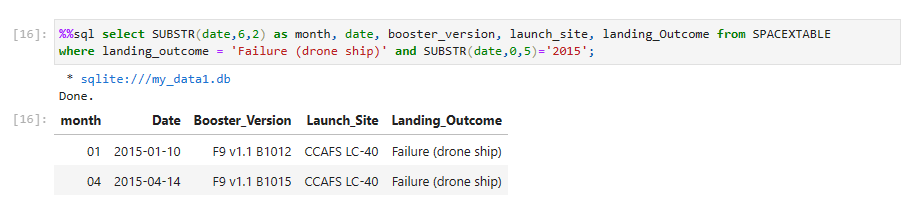 [16]: %%sql select SUBSTR(date,6,2) as month, date, booster_version, launch_site, landing_Outcome from SPACEXTABLE
where landing_outcome = 'Failure (drone ship)' and SUBSTR(date,0,5)='2015';
* sqlite:///my_data1.db
Done.
[16]: month Date Booster_Version Launch_Site Landing_Outcome
01 2015-01-10 F9 v1.1 B1012 CCAFS LC-40 Failure (drone ship)
04 2015-04-14 F9 v1.1 B1015 CCAFS LC-40 Failure (drone ship)